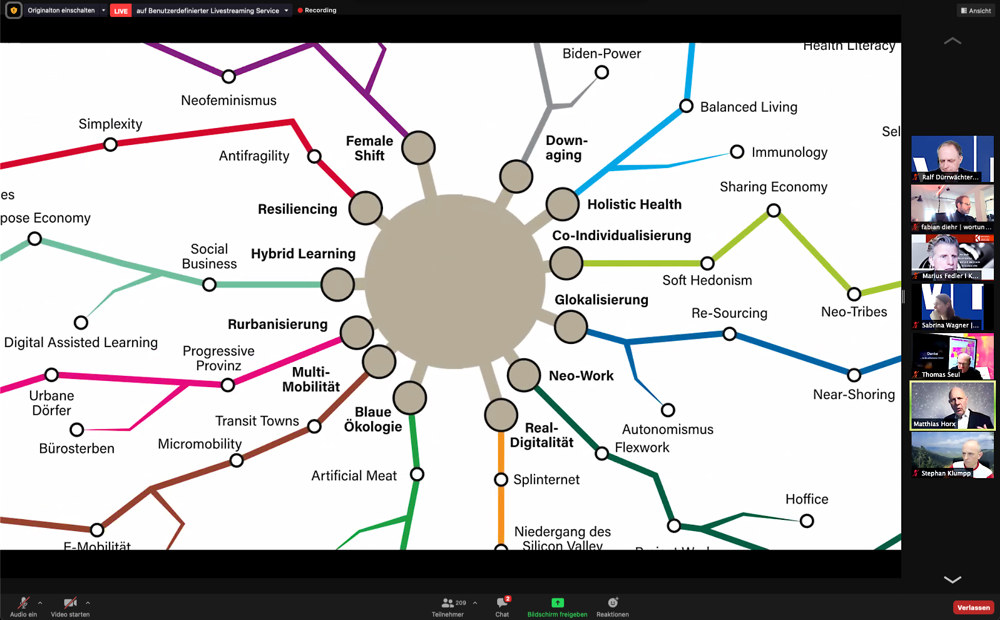 Originalton einschalten
LIVE
auf Benutzerdefinierter Livestreaming Service
Recording
Ansicht
Health Literacy
Biden-Power
Neofeminismus
Balanced Living
Simplexity
Sel
Female
Shift
Down-
aging
Antifragility
Immunology
Sharing Economy
es
Resiliencing
Holistic Health
pose Economy
Co-Individualisierung
Social
Business
Hybrid Learning
Soft Hedonism
Glokalisierung
Neo-Tribes
Re-Sourcing
Rurbanisierung
Digital Assisted Learning
Progressive
Provinz
Multi-
Mobilität
Neo-Work
Urbane
Dörfer
Near-Shoring
Transit Towns
Blaue
Ökologie
Real-
Digitalität
Autonomismus
Bürosterben
Micromobility
Flexwork
Artificial Meat
Splinternet
Hoffice
Niedergang des
Silicon Valley
E-Mobilität
Ralf Dürrwächter...
fabian diehr | wortun...
Marius Fedler I K...
Sabrina Wagner |...
Danke
Thomas Seul
Matthias Horx
Stephan Klumpp
Audio ein
Video starten
209
Teilnehmer
2
Chat
Bildschirm freigeben
Reaktionen
Verlassen